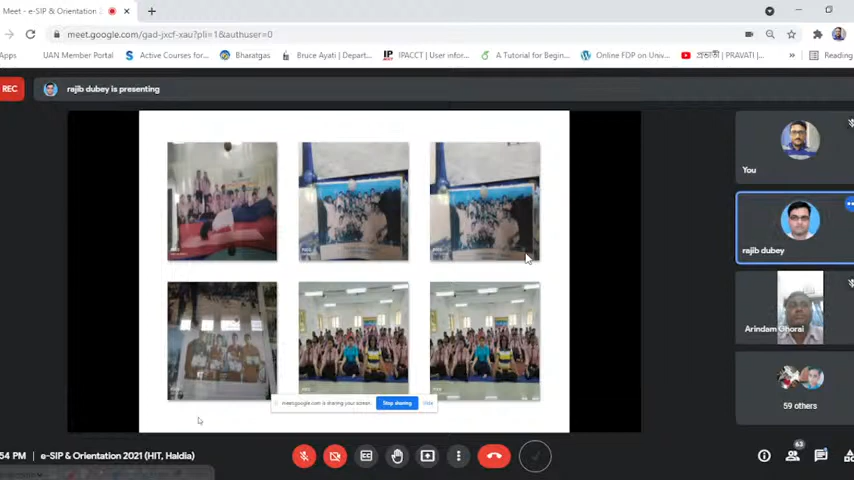 Meet - e-SIP & Orientation 2021
meet.google.com/gad-jxcf-xau?pli=1&authuser=0
Apps
UAN Member Portal
Active Courses for...
Bharatgas
Bruce Ayati | Depart...
IPACCT | User infor...
A Tutorial for Begin...
Online FDP on Univ...
| PRAVATI |...
Reading
REC
rajib dubey is presenting
You
rajib dubey
Arindam Ghorai
meet.google.com is sharing your screen.
Stop sharing
Hide
59 others
:54 PM
e-SIP & Orientation 2021 (HIT, Haldia)
63